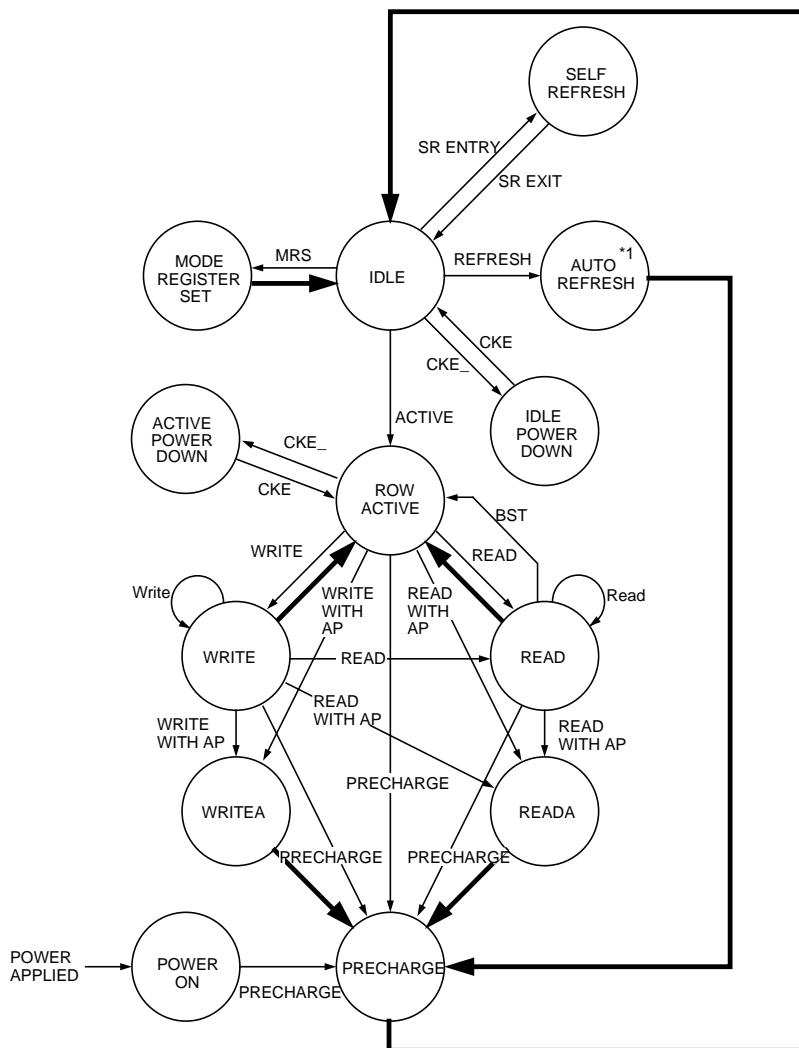 SELF
REFRESH
SR ENTRY
SR EXIT
MODE
REGISTER
SET
MRS
IDLE
REFRESH
AUTO
REFRESH
*1
CKE
CKE_
ACTIVE
POWER
DOWN
CKE_
CKE
ACTIVE
IDLE
POWER
DOWN
ROW
ACTIVE
BST
WRITE
READ
Write
WRITE
WITH
AP
READ
WITH
AP
Read
WRITE
READ
READ
WRITE
WITH AP
READ
WITH AP
READ
WITH AP
PRECHARGE
WRITEA
READA
PRECHARGE
PRECHARGE
POWER
APPLIED
POWER
ON
PRECHARGE
PRECHARGE